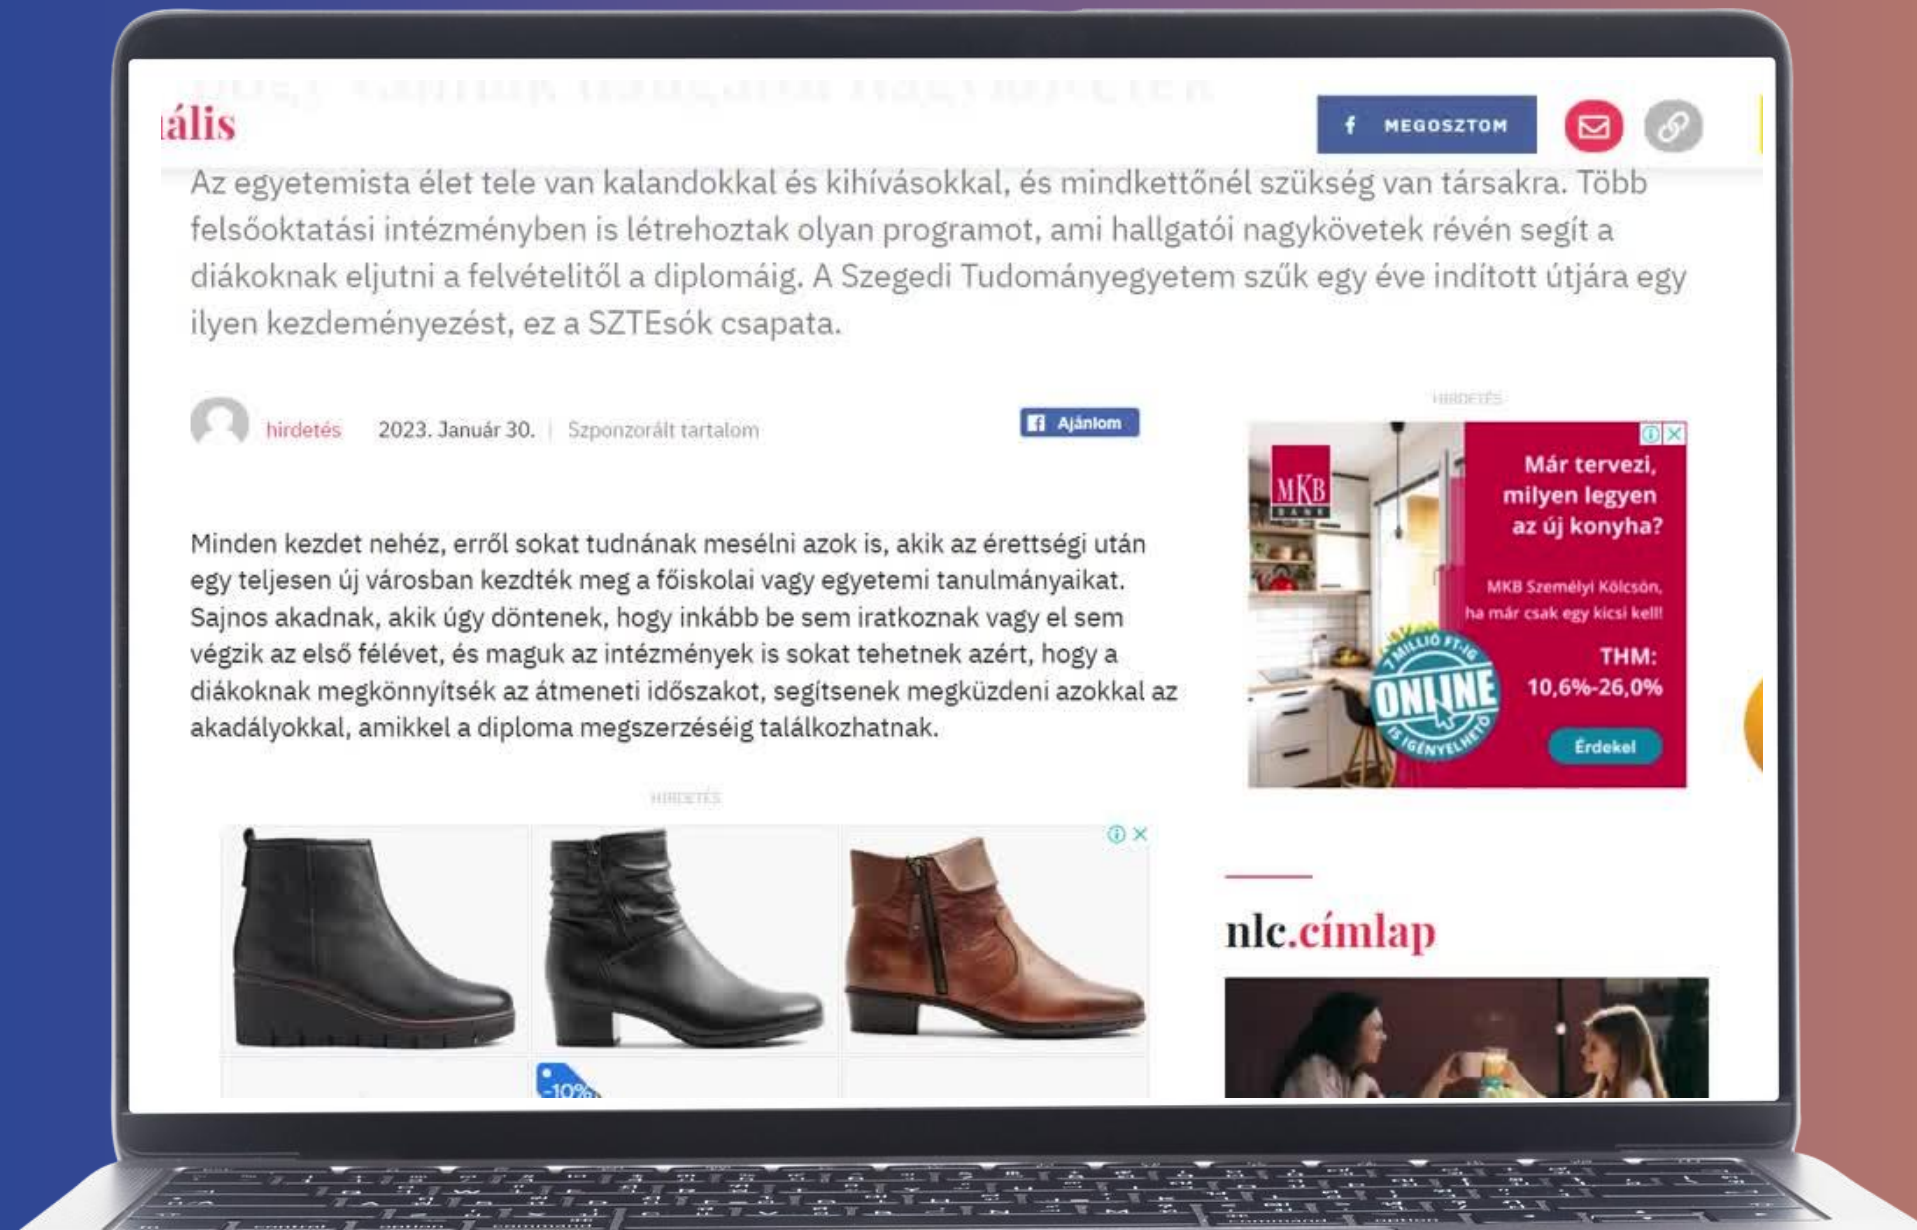 ális
f MEGOSZTOM
Az egyetemista élet tele van kalandokkal és kihívásokkal, és mindkettőnél szükség van társakra. Több
felsőoktatási intézményben is létrehoztak olyan programot, ami hallgatói nagykövetek révén segít a
diákoknak eljutni a felvételitől a diplomáig. A Szegedi Tudományegyetem szűk egy éve indított útjára egy
ilyen kezdeményezést, ez a SZTEsók csapata.
hirdetés 2023. Január 30. | Szponzorált tartalom
Ajánlom
Minden kezdet nehéz, erről sokat tudnának mesélni azok is, akik az érettségi után
egy teljesen új városban kezdték meg a főiskolai vagy egyetemi tanulmányaikat.
Sajnos akadnak, akik úgy döntenek, hogy inkább be sem iratkoznak vagy el sem
végzik az első félévet, és maguk az intézmények is sokat tehetnek azért, hogy a
diákoknak megkönnyítsék az átmeneti időszakot, segítsenek megküzdeni azokkal az
akadályokkal, amikkel a diploma megszerzéséig találkozhatnak.
HIRDETÉS
-10%
HIRDETÉS
MKB
BANK
Már tervezi,
milyen legyen
az új konyha?
MKB Személyi Kölcsön,
ha már csak egy kicsi kell!
7 MILLIÓ FT-IG
ONLINE
IS IGÉNYELHETŐ
THM:
10,6%-26,0%
Érdekel
nlc.címlap